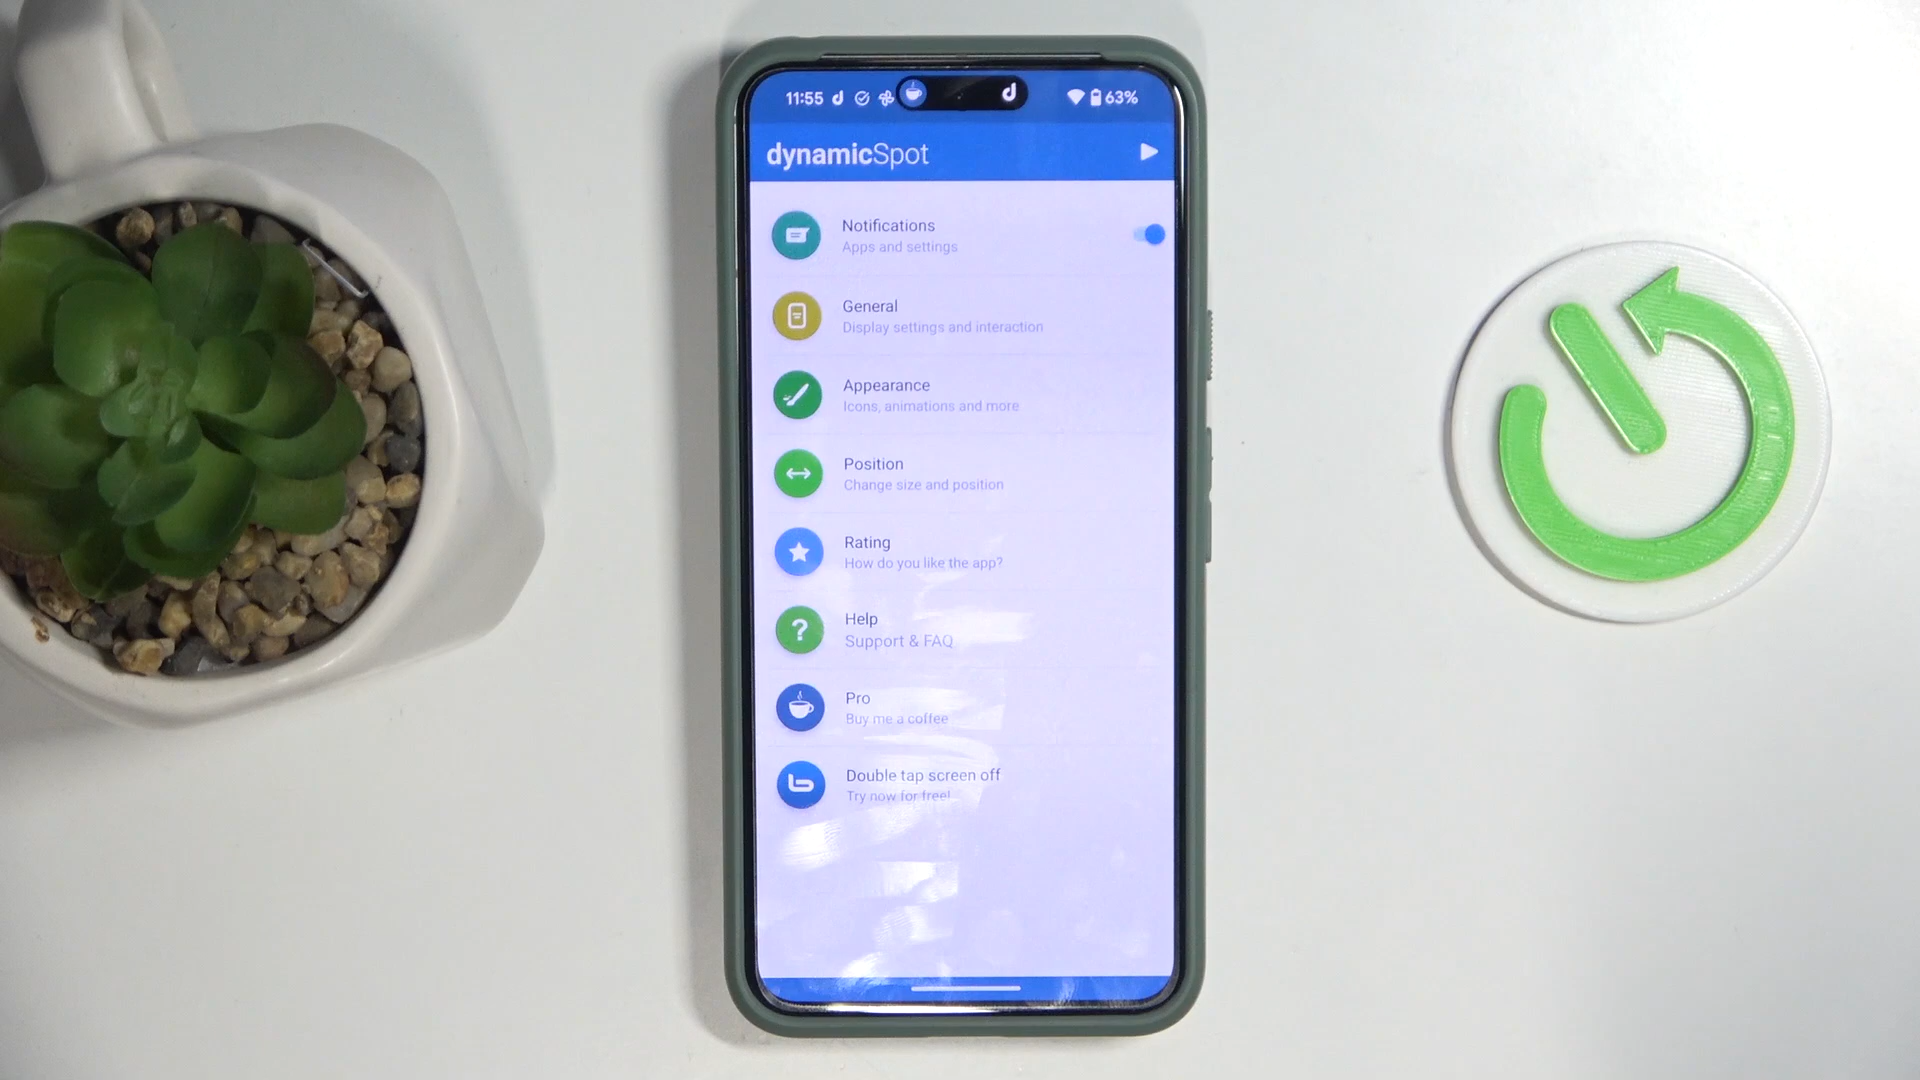 11:55
63%
dynamicSpot
Notifications
Apps and settings
General
Display settings and interaction
Appearance
Icons, animations and more
Position
Change size and position
Rating
How do you like the app?
Help
Support & FAQ
Pro
Buy me a coffee
Double tap screen off
Try now for free!